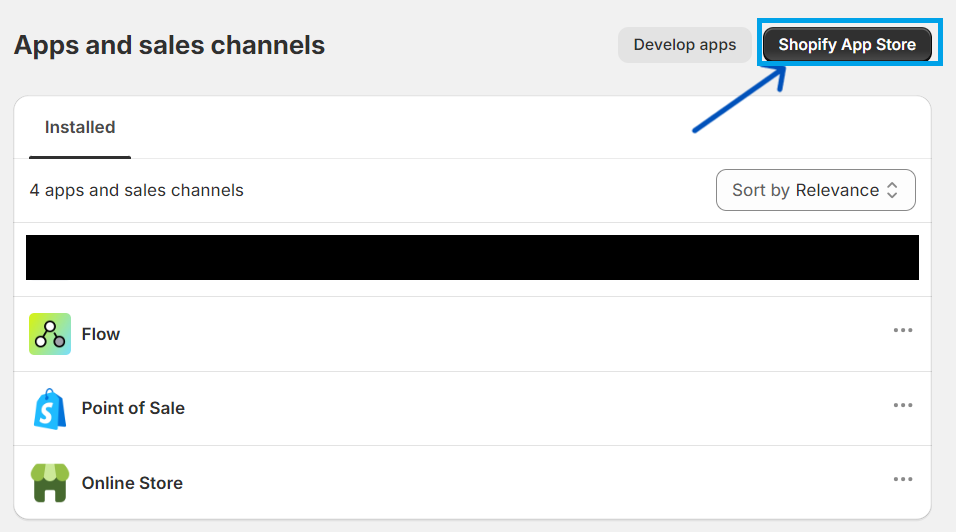 Apps and sales channels
Develop apps
Shopify App Store
Installed
4 apps and sales channels
Sort by Relevance
Flow
Point of Sale
Online Store